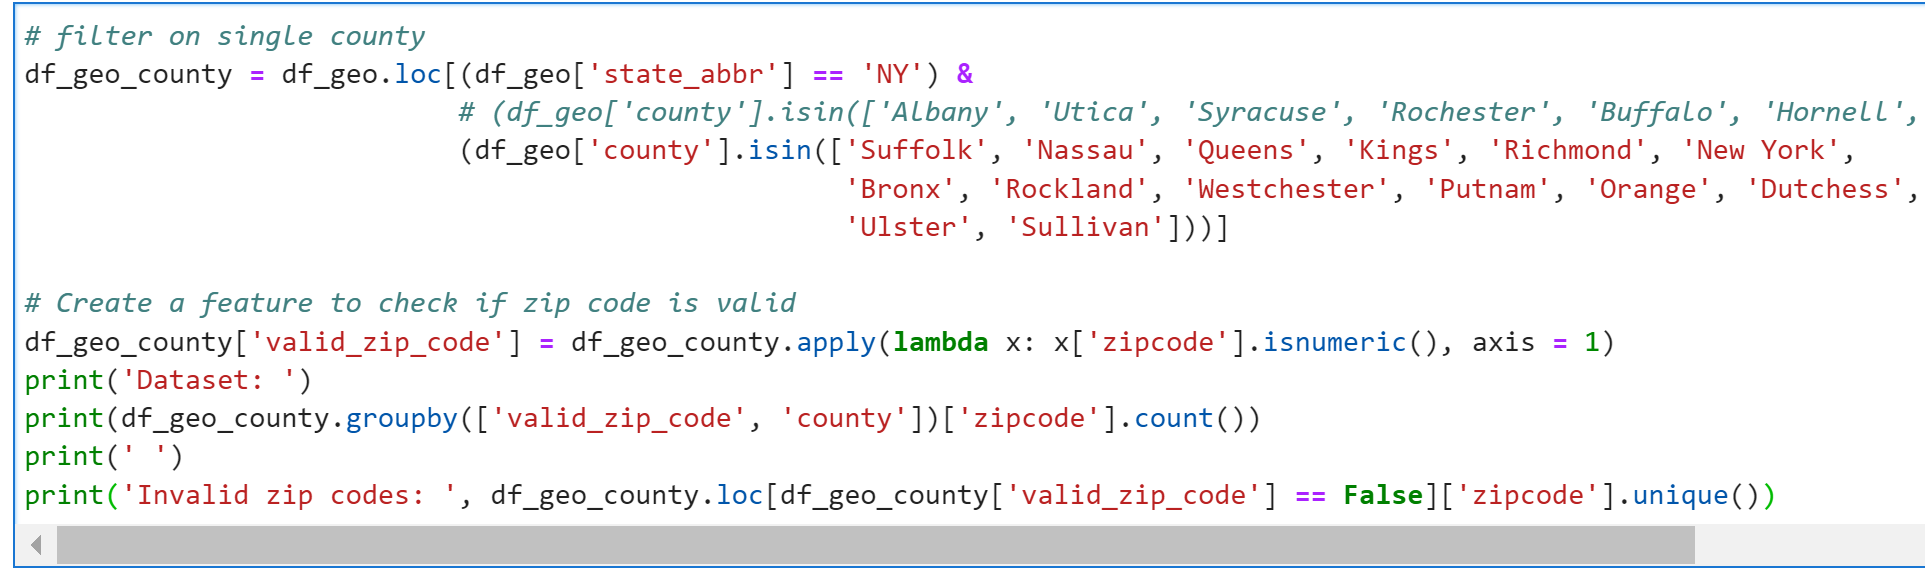 # filter on single county
df_geo_county = df_geo.loc[(df_geo['state_abbr'] == 'NY') &
# (df_geo['county'].isin(['Albany', 'Utica', 'Syracuse', 'Rochester', 'Buffalo', 'Hornell',
(df_geo['county'].isin(['Suffolk', 'Nassau', 'Queens', 'Kings', 'Richmond', 'New York',
'Bronx', 'Rockland', 'Westchester', 'Putnam', 'Orange', 'Dutchess',
'Ulster', 'Sullivan']))]
# Create a feature to check if zip code is valid
df_geo_county['valid_zip_code'] = df_geo_county.apply(lambda x: x['zipcode'].isnumeric(), axis = 1)
print('Dataset: ')
print(df_geo_county.groupby(['valid_zip_code', 'county'])['zipcode'].count())
print(' ')
print('Invalid zip codes: ', df_geo_county.loc[df_geo_county['valid_zip_code'] == False]['zipcode'].unique())